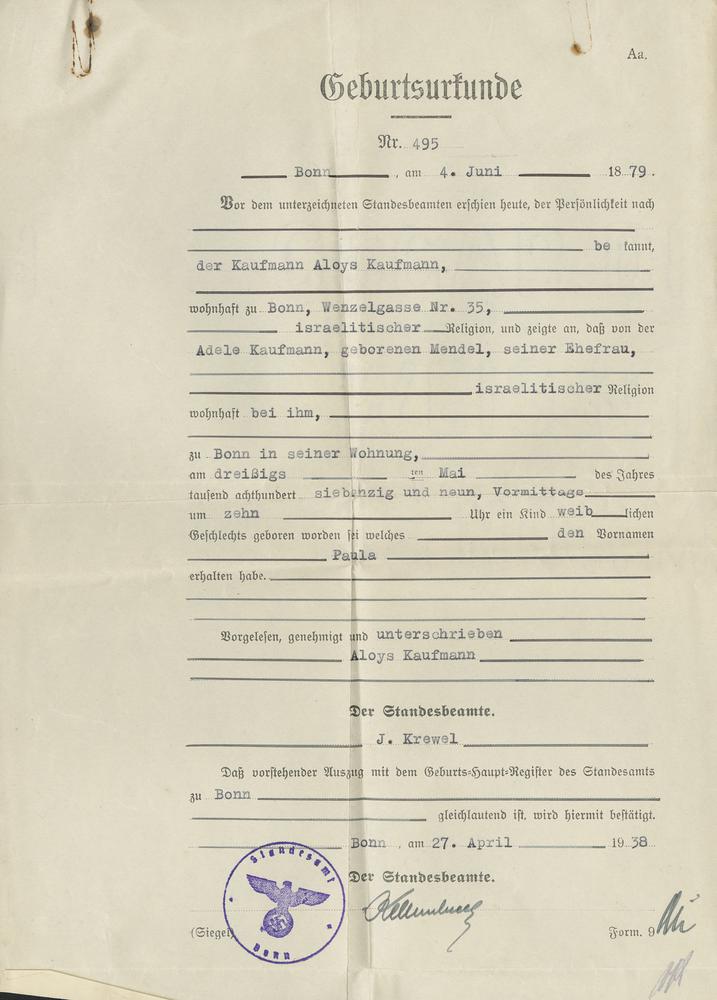 Aa.
Geburtsurkunde
Nr. 495
Bonn, am 4. Juni 1879.
Vor dem unterzeichneten Standesbeamten erschien heute, der Persönlichkeit nach
be kannt,
der Kaufmann Aloys Kaufmann,
wohnhaft zu Bonn, Wenzelgasse Nr. 35,
israelitischer Religion, und zeigte an, daß von der
Adele Kaufmann, geborenen Mendel, seiner Ehefrau,
israelitischer Religion
wohnhaft bei ihm,
zu Bonn in seiner Wohnung,
am dreißigs ten Mai des Jahres
tausend achthundert siebenzig und neun, Vormittags
um zehn Uhr ein Kind weib lichen
Geschlechts geboren worden sei welches den Vornamen
Paula
erhalten habe.
Vorgelesen, genehmigt und unterschrieben
Aloys Kaufmann
Der Standesbeamte.
J. Krewel
Daß vorstehender Auszug mit dem Geburts-Haupt-Register des Standesamts
zu Bonn
gleichlautend ist, wird hiermit bestätigt.
Bonn, am 27. April 1938
Der Standesbeamte.
Standesamt
Bonn
(Siegel)
Form. 9